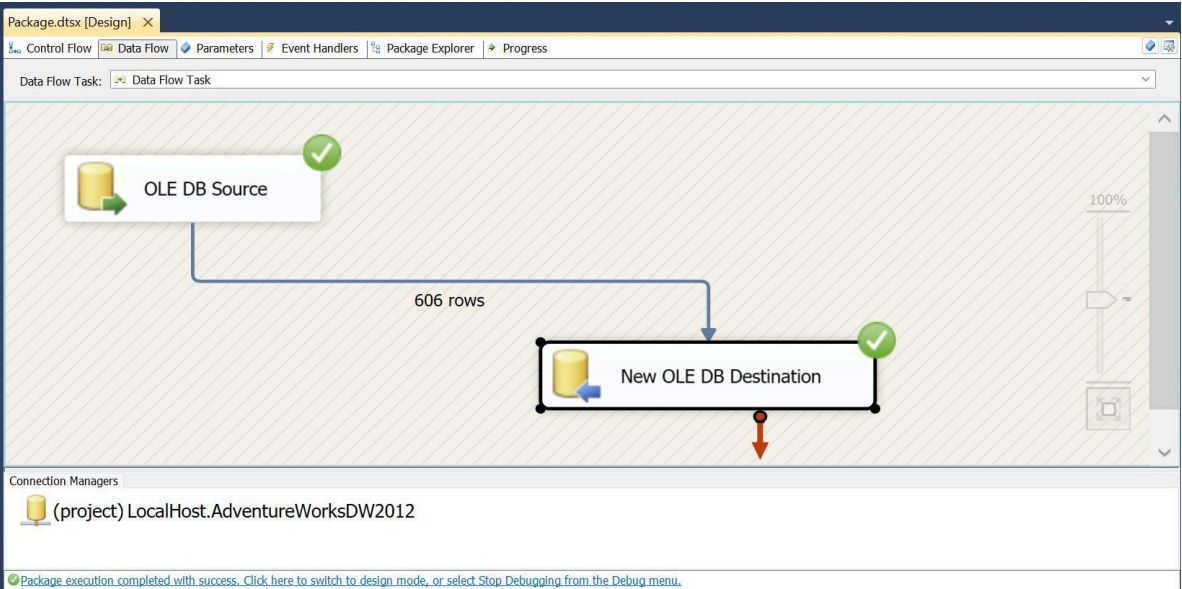 Package.dtsx [Design]
Control Flow Data Flow Parameters Event Handlers Package Explorer Progress
Data Flow Task: Data Flow Task
OLE DB Source
100%
606 rows
New OLE DB Destination
Connection Managers
(project) LocalHost.AdventureWorksDW2012
Package execution completed with success. Click here to switch to design mode, or select Stop Debugging from the Debug menu.